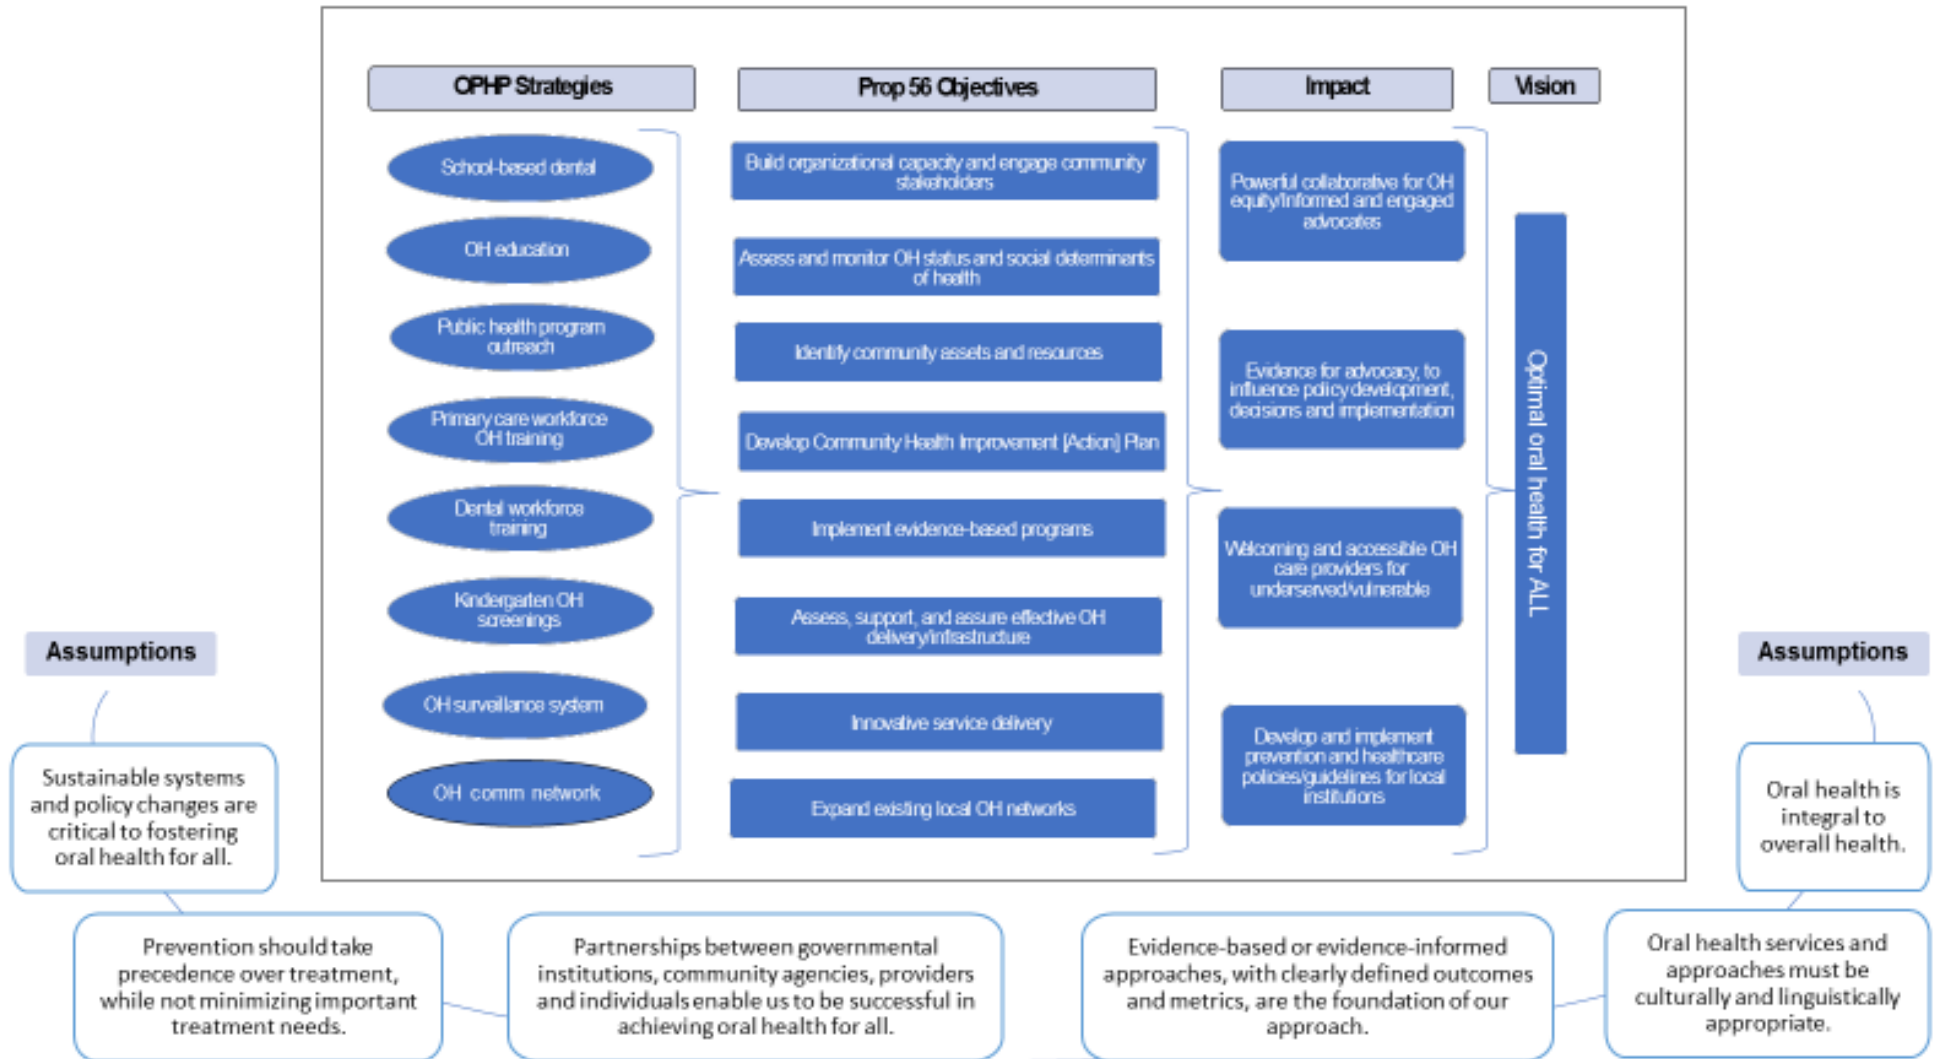 OPHP Strategies
Prop 56 Objectives
Impact
Vision
School-based dental
OH education
Public health program
outreach
Primary care workforce
OH training
Dental workforce
training
Kindergarten OH
screenings
OH surveillance system
OH comm network
Build organizational capacity and engage community
stakeholders
Assess and monitor OH status and social determinants
of health
Identify community assets and resources
Develop Community Health Improvement [Action] Plan
Implement evidence-based programs
Assess, support, and assure effective OH
delivery/infrastructure
Innovative service delivery
Expand existing local OH networks
Powerful collaborative for OH
equity/Informed and engaged
advocates
Evidence for advocacy, to
influence policy development,
decisions and implementation
Welcoming and accessible OH
care providers for
underserved/vulnerable
Develop and implement
prevention and healthcare
policies/guidelines for local
institutions
Optimal oral health for ALL
Assumptions
Sustainable systems
and policy changes are
critical to fostering
oral health for all.
Prevention should take
precedence over treatment,
while not minimizing important
treatment needs.
Partnerships between governmental
institutions, community agencies, providers
and individuals enable us to be successful in
achieving oral health for all.
Evidence-based or evidence-informed
approaches, with clearly defined outcomes
and metrics, are the foundation of our
approach.
Assumptions
Oral health is
integral to
overall health.
Oral health services and
approaches must be
culturally and linguistically
appropriate.